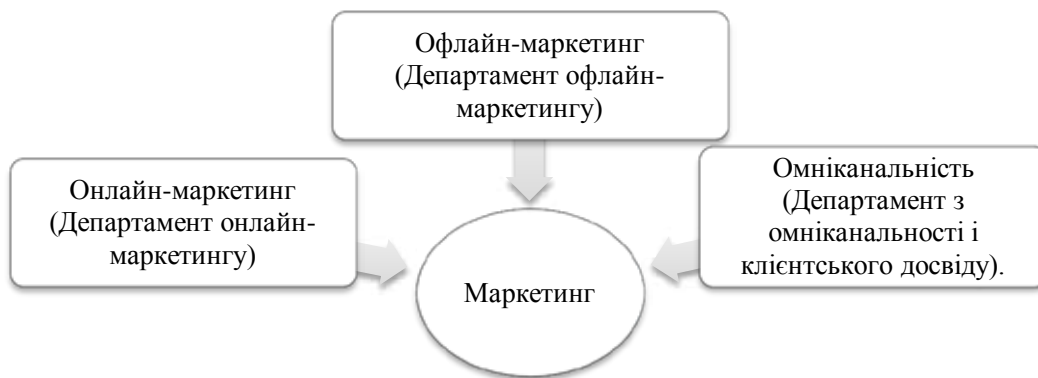 Офлайн-маркетинг
(Департамент офлайн-
маркетингу)
Онлайн-маркетинг
(Департамент онлайн-
маркетингу)
Омніканальність
(Департамент з
омніканальності і
клієнтського досвіду).
Маркетинг